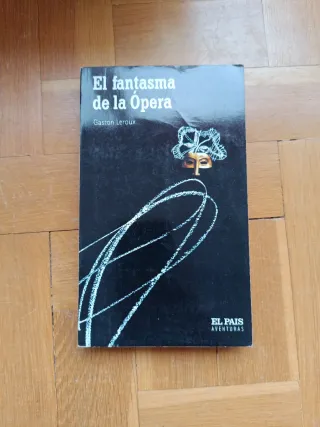 El fantasma
de la Ópera
Gaston Leroux
EL PAIS
AVENTURAS